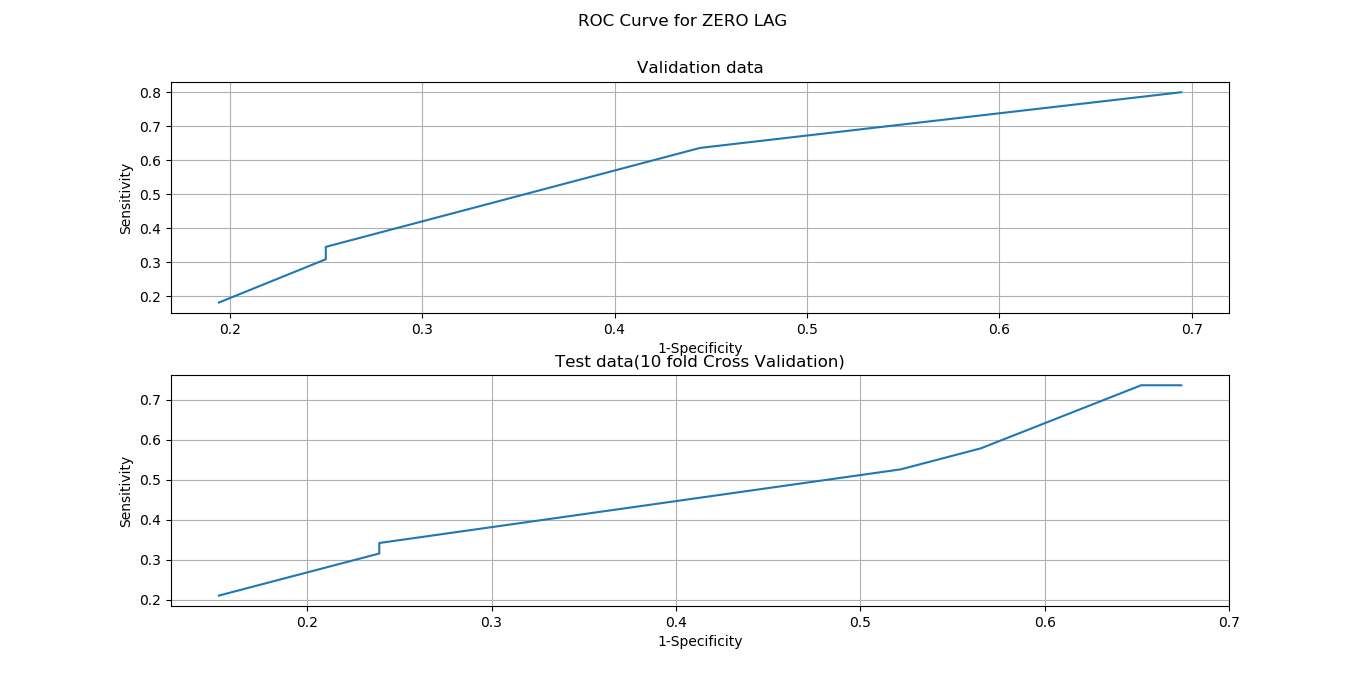 ROC Curve for ZERO LAG
Validation data
0.8
0.7
0.6
0.5
0.4
0.3
0.2
Sensitivity
0.2 0.3 0.4 0.5 0.6 0.7
1-Specificity
Test data(10 fold Cross Validation)
0.7
0.6
0.5
0.4
0.3
0.2
Sensitivity
0.2 0.3 0.4 0.5 0.6 0.7
1-Specificity